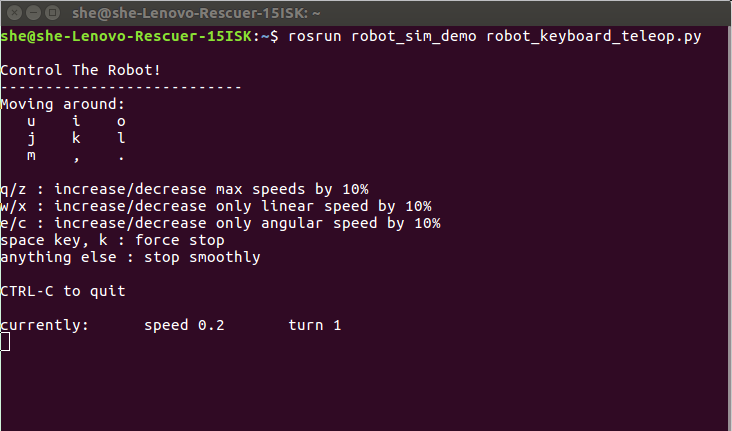 she@she-Lenovo-Rescuer-15ISK: ~
she@she-Lenovo-Rescuer-15ISK:~$ rosrun robot_sim_demo robot_keyboard_teleop.py
Control The Robot!
---------------------------
Moving around:
   u    i    o
   j    k    l
   m    ,    .
q/z : increase/decrease max speeds by 10%
w/x : increase/decrease only linear speed by 10%
e/c : increase/decrease only angular speed by 10%
space key, k : force stop
anything else : stop smoothly
CTRL-C to quit
currently:      speed 0.2       turn 1